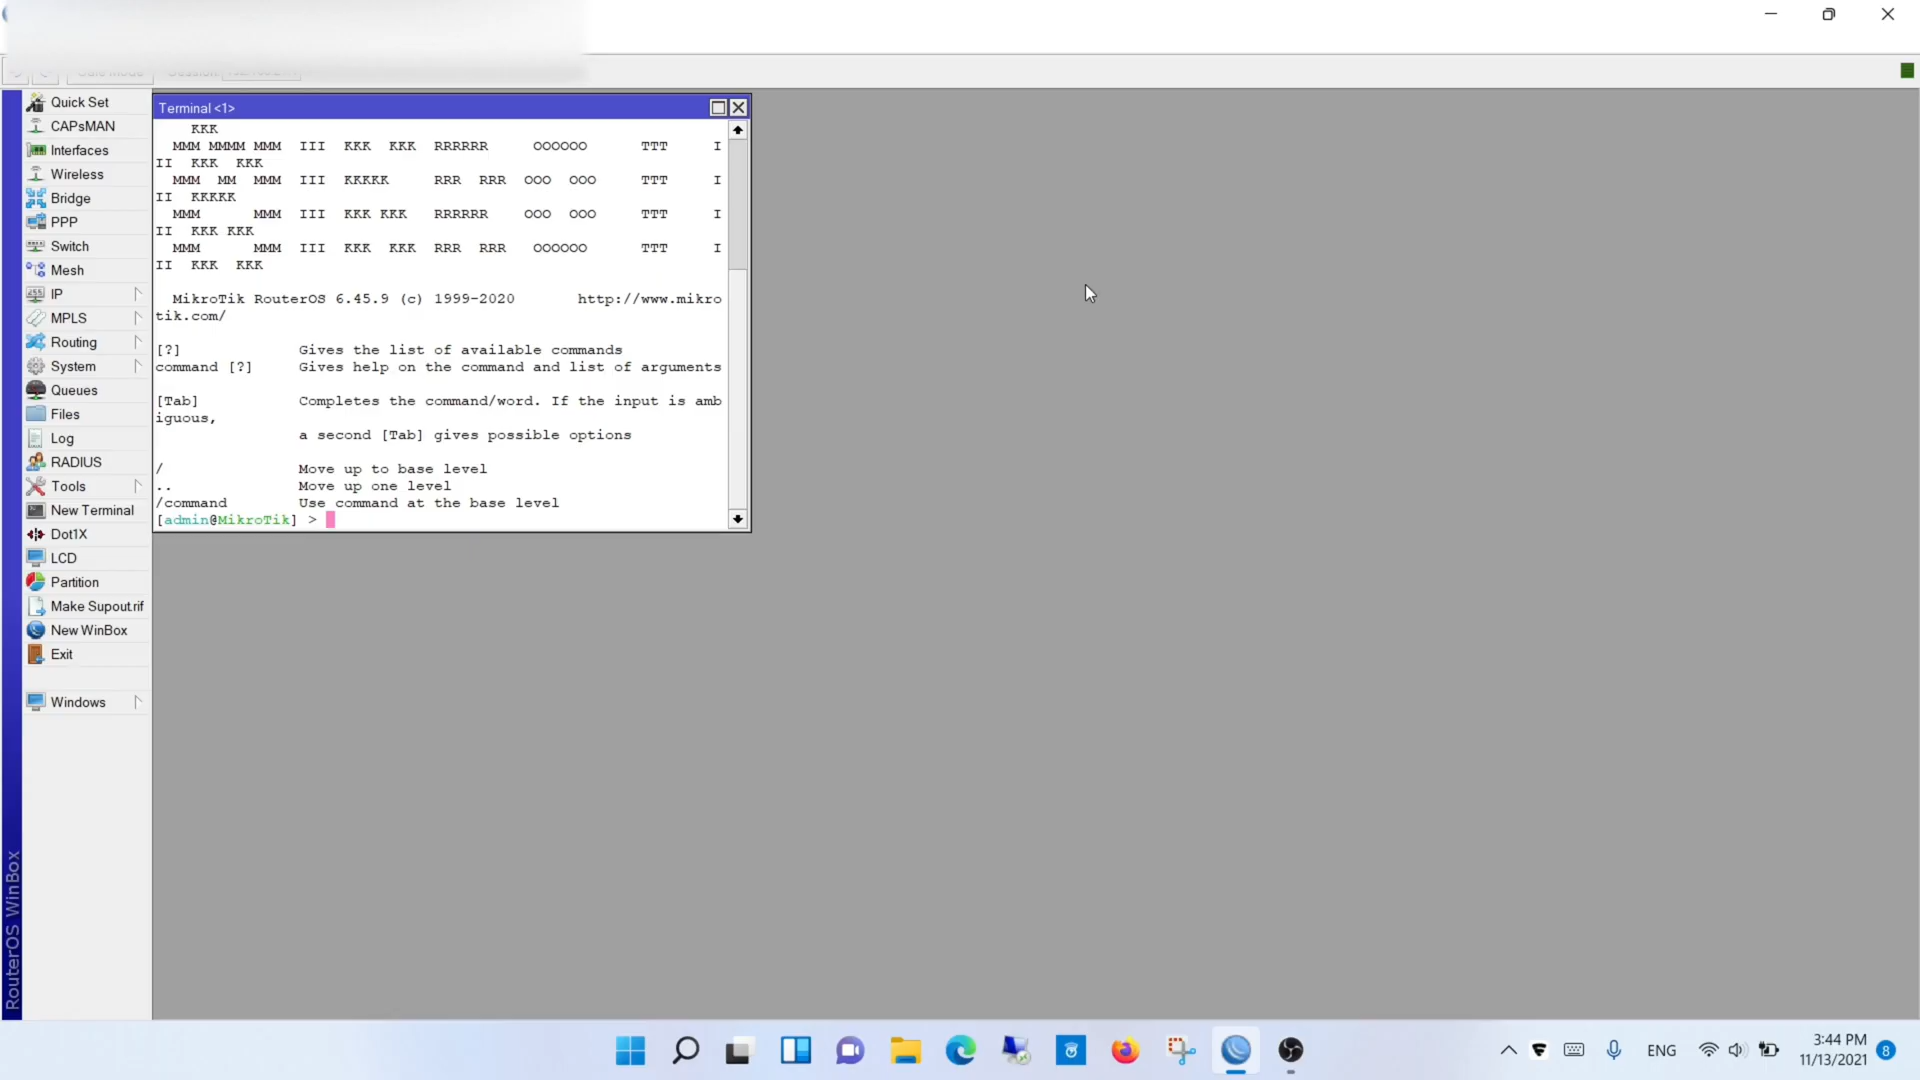 Quick Set
CAPsMAN
Interfaces
Wireless
Bridge
PPP
Switch
Mesh
IP
MPLS
Routing
System
Queues
Files
Log
RADIUS
Tools
New Terminal
Dot1X
LCD
Partition
Make Supout.rif
New WinBox
Exit
Windows
RouterOS WinBox
Terminal <1>
KKK
MMM MMMM MMM III KKK KKK RRRRRR OOOOOO TTT I
II KKK KKK
MMM MM MMM III KKKKK RRR RRR OOO OOO TTT I
II KKKKK
MMM MMM III KKK KKK RRRRRR OOO OOO TTT I
II KKK KKK
MMM MMM III KKK KKK RRR RRR OOOOOO TTT I
II KKK KKK
MikroTik RouterOS 6.45.9 (c) 1999-2020 http://www.mikro
tik.com/
[?] Gives the list of available commands
command [?] Gives help on the command and list of arguments
[Tab] Completes the command/word. If the input is amb
iguous,
a second [Tab] gives possible options
/ Move up to base level
.. Move up one level
/command Use command at the base level
[admin@MikroTik] >
ENG
3:44 PM
11/13/2021
8